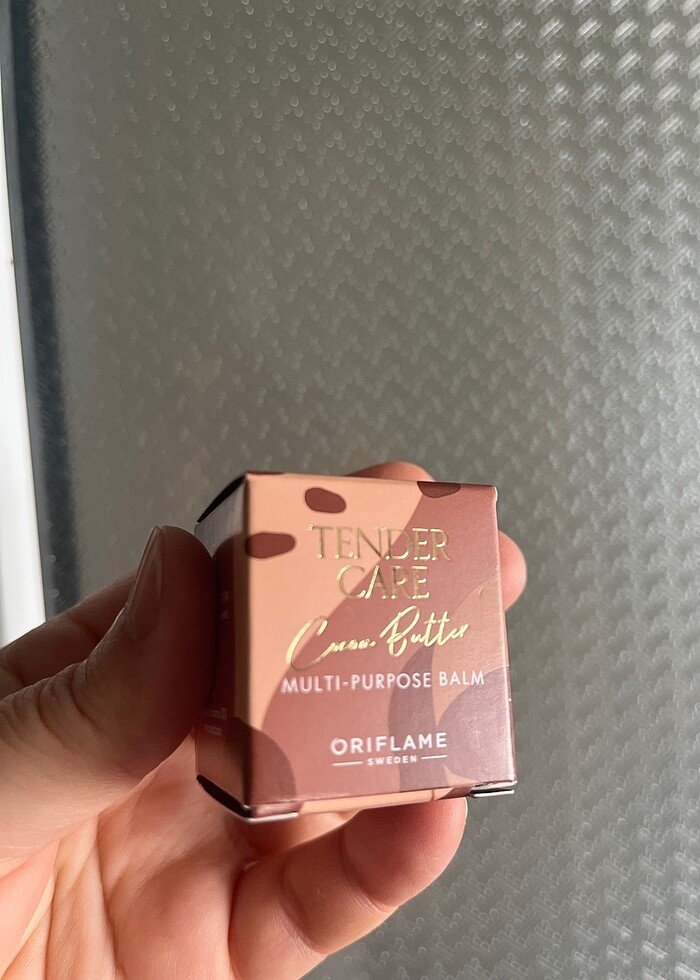 TENDER
CARE
Cocoa Butter
MULTI-PURPOSE BALM
ORIFLAME
SWEDEN